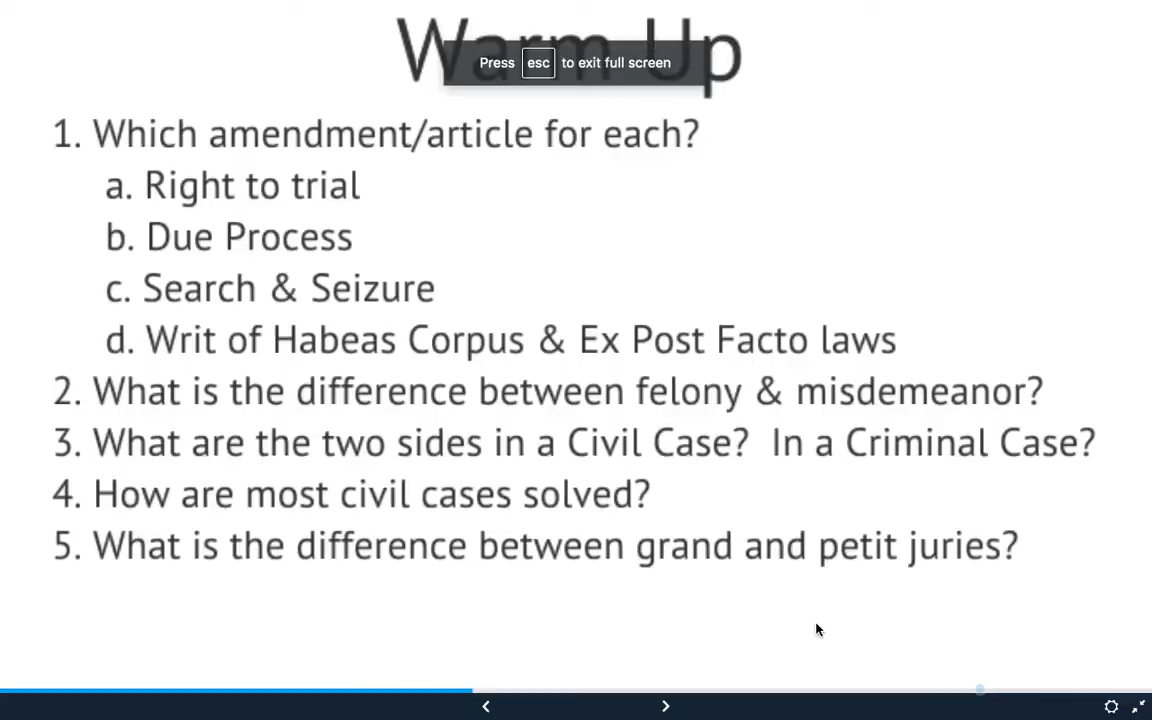 Warm Up
Press esc to exit full screen
1. Which amendment/article for each?
a. Right to trial
b. Due Process
c. Search & Seizure
d. Writ of Habeas Corpus & Ex Post Facto laws
2. What is the difference between felony & misdemeanor?
3. What are the two sides in a Civil Case? In a Criminal Case?
4. How are most civil cases solved?
5. What is the difference between grand and petit juries?